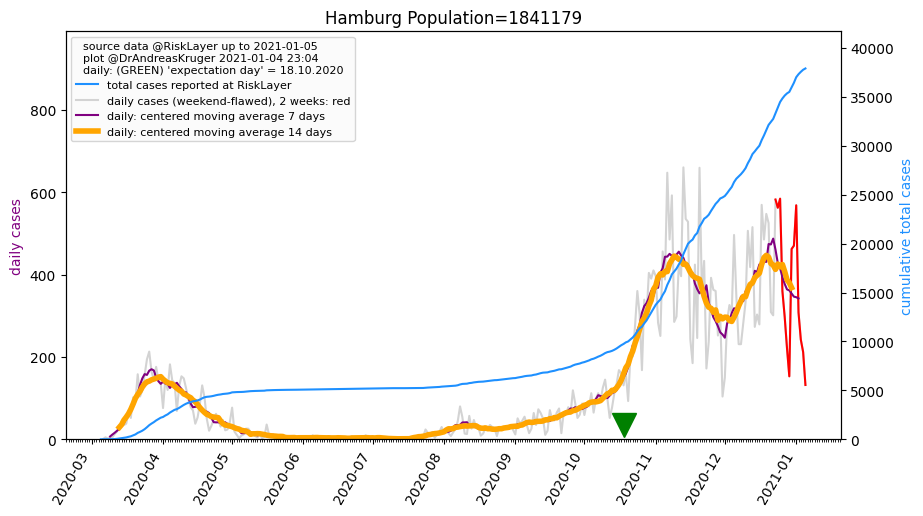 Hamburg Population=1841179
source data @RiskLayer up to 2021-01-05
plot @DrAndreasKruger 2021-01-04 23:04
daily: (GREEN) 'expectation day' = 18.10.2020
total cases reported at RiskLayer
daily cases (weekend-flawed), 2 weeks: red
daily: centered moving average 7 days
daily: centered moving average 14 days
daily cases
800
600
400
200
0
cumulative total cases
40000
35000
30000
25000
20000
15000
10000
5000
0
2020-03
2020-04
2020-05
2020-06
2020-07
2020-08
2020-09
2020-10
2020-11
2020-12
2021-01